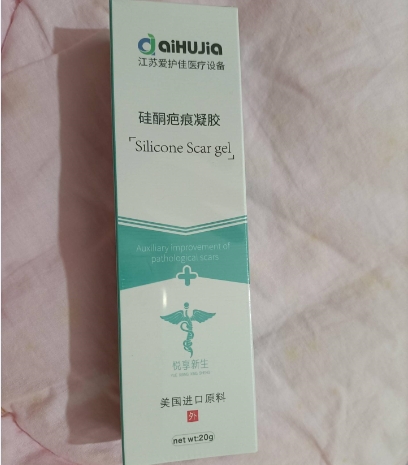 aiHUJia
江苏爱护佳医疗设备
硅酮疤痕凝胶
「Silicone Scar gel」
Auxiliary improvement of
pathological scars
悦享新生
美国进口原料
外
net wt:20g